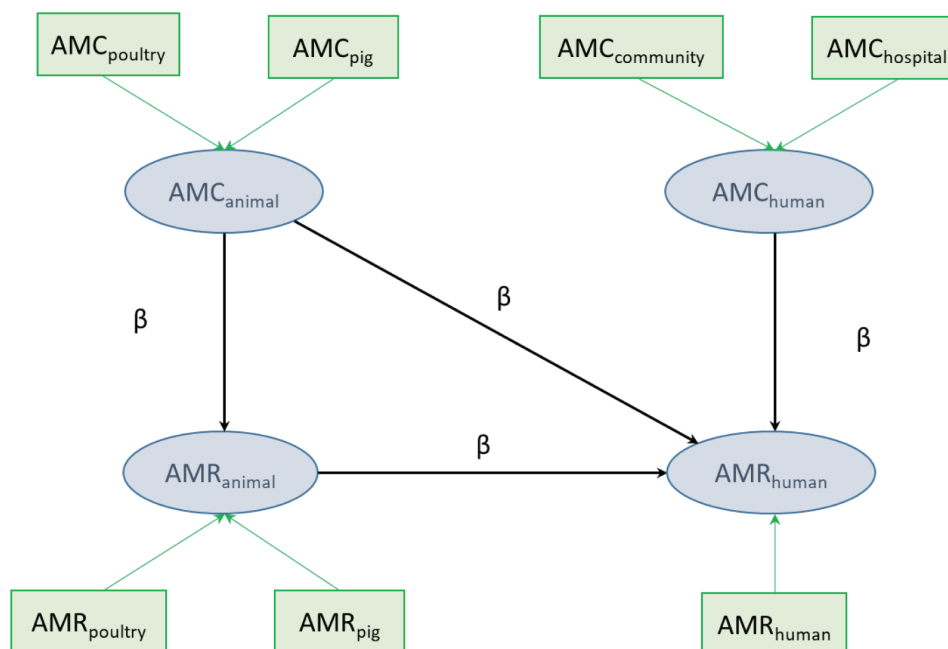 AMCpoultry
AMCpig
AMCcommunity
AMChospital
AMCanimal
AMChuman
β
β
β
AMRanimal
β
AMRhuman
AMRpoultry
AMRpig
AMRhuman